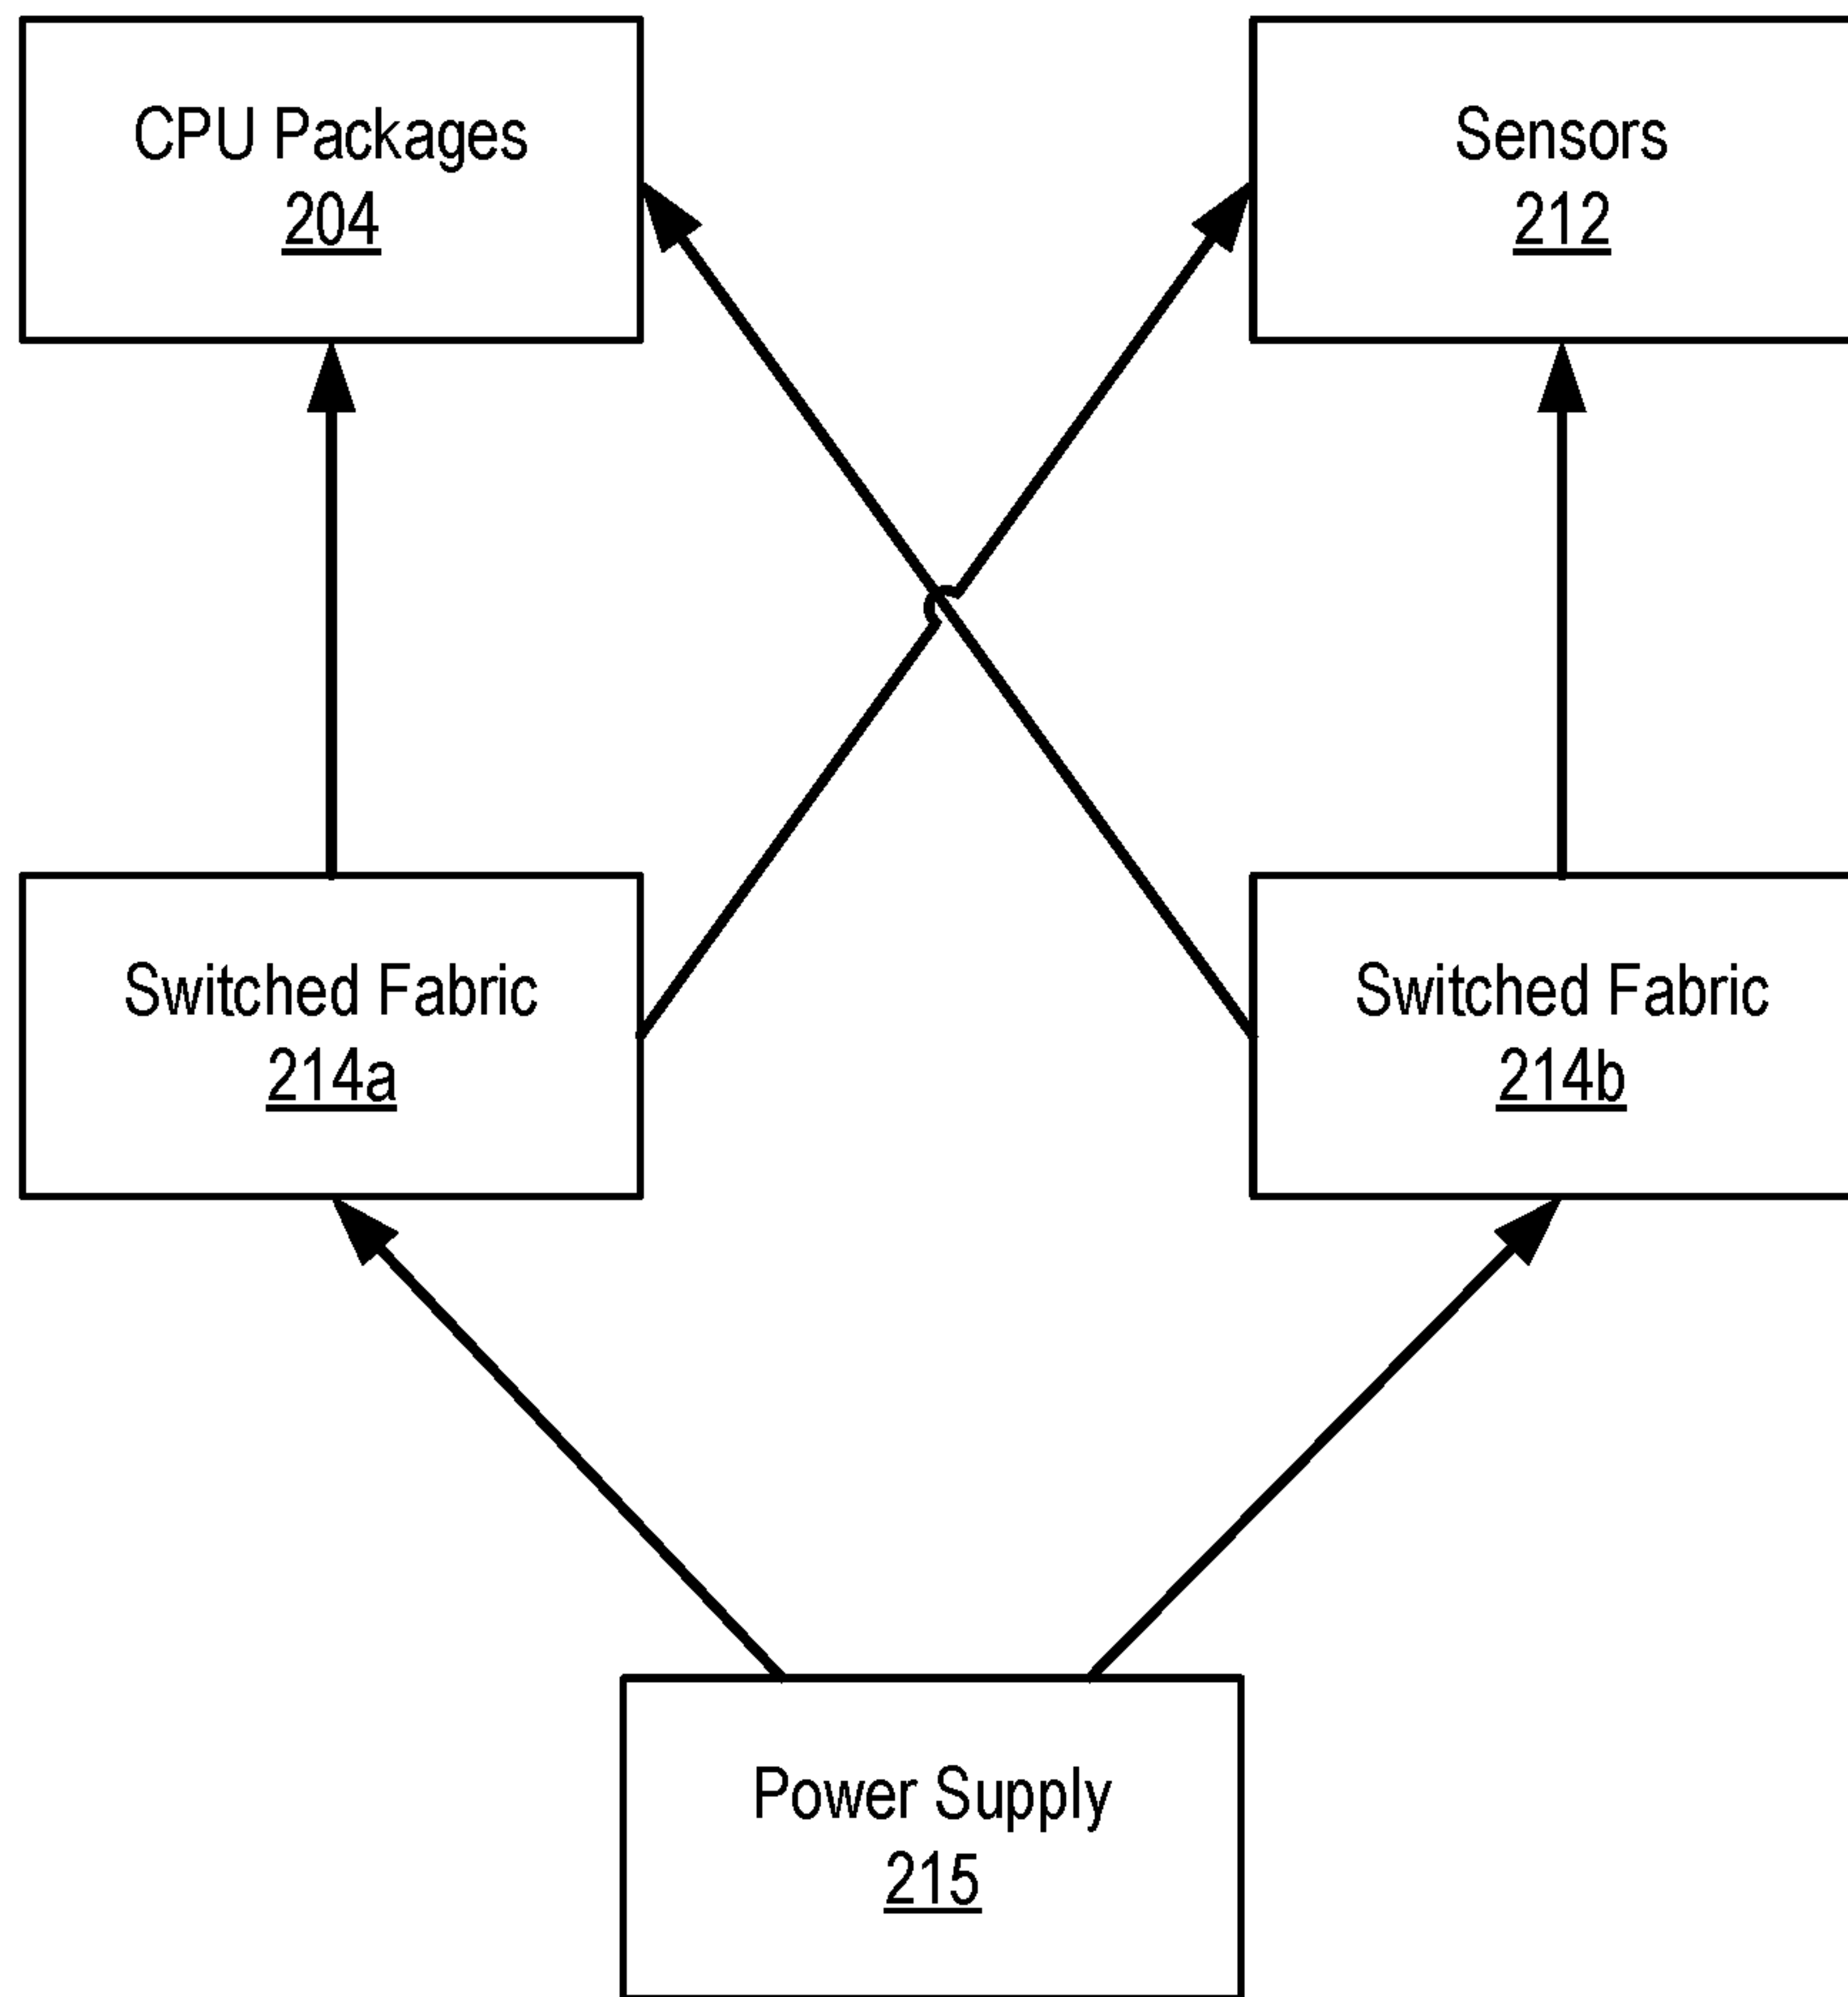 CPU Packages
204
Sensors
212
Switched Fabric
214a
Switched Fabric
214b
Power Supply
215